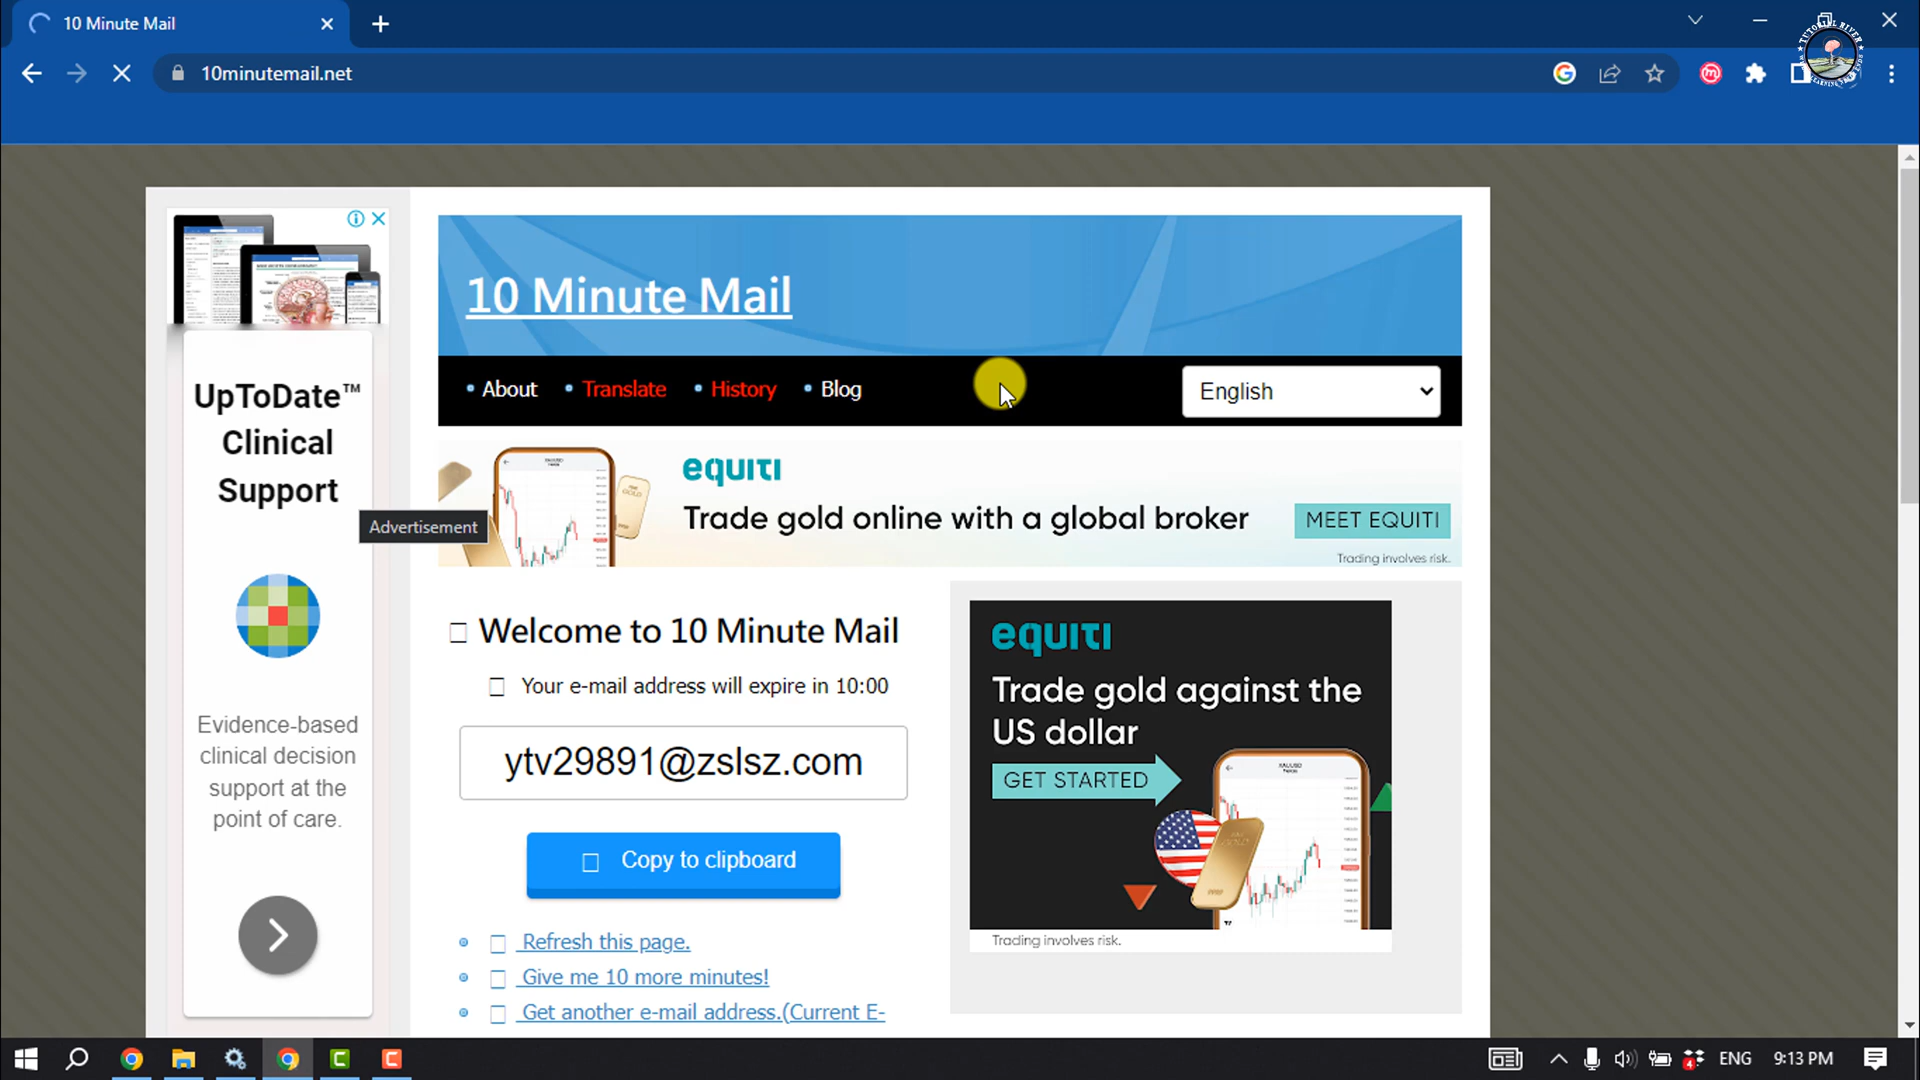 10 Minute Mail
10minutemail.net
UpToDate™
Clinical
Support
Advertisement
Evidence-based
clinical decision
support at the
point of care.
10 Minute Mail
About
Translate
History
Blog
English
equiti
Trade gold online with a global broker
MEET EQUITI
Trading involves risk.
Welcome to 10 Minute Mail
Your e-mail address will expire in 10:00
ytv29891@zslsz.com
Copy to clipboard
Refresh this page.
Give me 10 more minutes!
Get another e-mail address.(Current E-
equiti
Trade gold against the
US dollar
GET STARTED
Trading involves risk.
ENG
9:13 PM